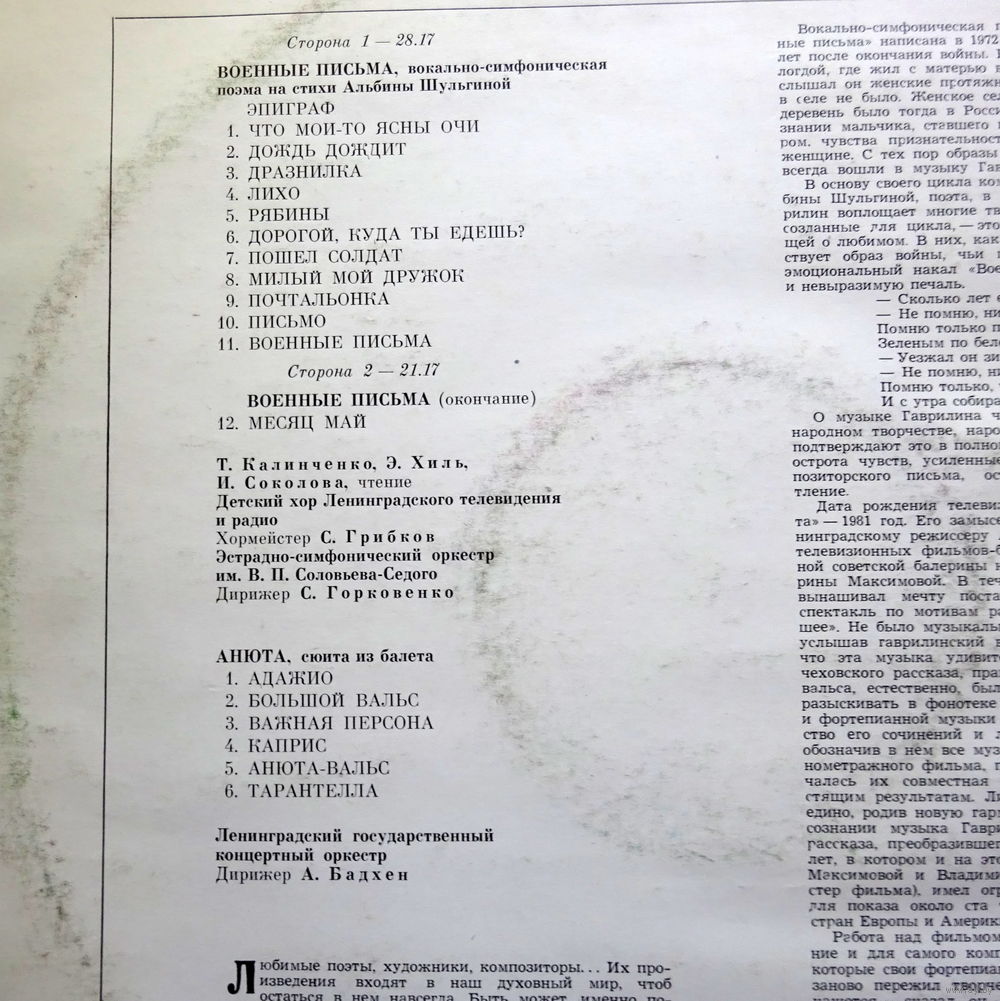 Сторона 1 — 28.17
ВОЕННЫЕ ПИСЬМА, вокально-симфоническая
поэма на стихи Альбины Шульгиной
ЭПИГРАФ
1. ЧТО МОИ-ТО ЯСНЫ ОЧИ
2. ДОЖДЬ ДОЖДИТ
3. ДРАЗНИЛКА
4. ЛИХО
5. РЯБИНЫ
6. ДОРОГОЙ, КУДА ТЫ ЕДЕШЬ?
7. ПОШЕЛ СОЛДАТ
8. МИЛЫЙ МОЙ ДРУЖОК
9. ПОЧТАЛЬОНКА
10. ПИСЬМО
11. ВОЕННЫЕ ПИСЬМА
Сторона 2 — 21.17
ВОЕННЫЕ ПИСЬМА (окончание)
12. МЕСЯЦ МАЙ
Т. Калинченко, Э. Хиль,
И. Соколова, чтение
Детский хор Ленинградского телевидения
и радио
Хормейстер С. Грибков
Эстрадно-симфонический оркестр
им. В. П. Соловьева-Седого
Дирижер С. Горковенко
АНЮТА, сюита из балета
1. АДАЖИО
2. БОЛЬШОЙ ВАЛЬС
3. ВАЖНАЯ ПЕРСОНА
4. КАПРИС
5. АНЮТА-ВАЛЬС
6. ТАРАНТЕЛЛА
Ленинградский государственный
концертный оркестр
Дирижер А. Бадхен
Любимые поэты, художники, композиторы... Их про-
изведения входят в наш духовный мир, чтоб
остаться в нем навсегда. Быть может, именно по-
Вокально-симфоническая
ные письма» написана в 1972
лет после окончания войны.
логдой, где жил с матерью
слышал он женские протяж
в селе не было. Женское сел
деревень было тогда в Росси
знании мальчика, ставшего
ром, чувства признательност
женщине. С тех пор образы
всегда вошли в музыку Гав
В основу своего цикла ком
бины Шульгиной, поэта, в
рилин воплощает многие тв
созданные для цикла, — это
щей о любимом. В них, как
ствует образ войны, чьи
эмоциональный накал «Вое
и невыразимую печаль.
— Сколько лет
— Не помню, ни
Помню только
Зеленым по бел
— Уезжал он зи
— Не помню, ни
Помню только,
И с утра собира
О музыке Гаврилина ч
народном творчестве, наро
подтверждают это в полно
острота чувств, усиленные
позиторского письма, ос
тление.
Дата рождения телеви
та» — 1981 год. Его замыс
нинградскому режиссеру
телевизионных фильмов-б
ной советской балерины
рины Максимовой. В теч
вынашивал мечту поста
спектакль по мотивам ра
шее». Не было музыкаль
услышав гаврилинский в
что эта музыка удивит
чеховского рассказа, пра
вальса, естественно, был
разыскивать в фонотеке
и фортепианной музыки
ство его сочинений и
обозначив в нем все муз
нометражного фильма,
чалась их совместная
стящим результатам. Ли
едино, родив новую гар
сознании музыка Гаври
рассказа, преобразившег
лет, в котором и на это
Максимовой и Владими
стер фильма), имел ог
для показа около ста
стран Европы и Америк
Работа над фильмом
ние и для самого комп
которые свои фортепиа
заново пережил творче